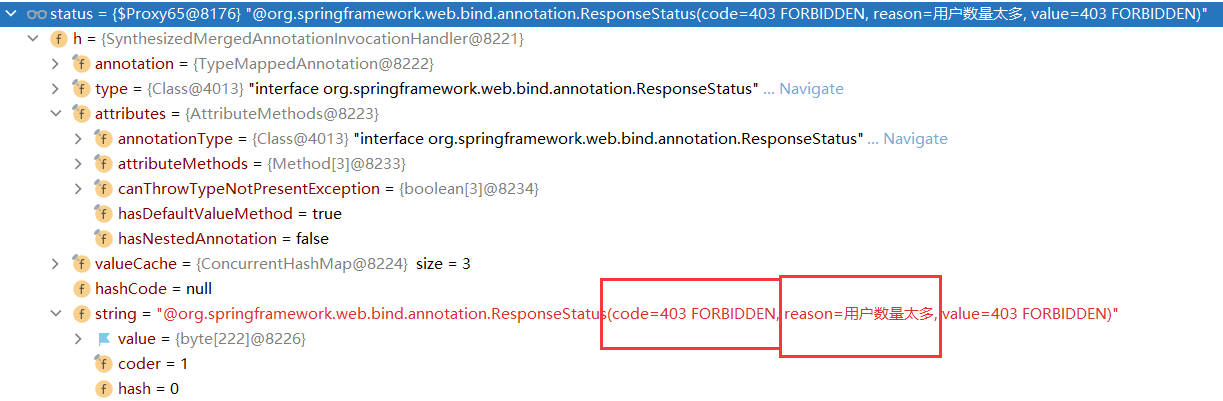 status = {$Proxy65@8176} "@org.springframework.web.bind.annotation.ResponseStatus(code=403 FORBIDDEN, reason=用户数量太多, value=403 FORBIDDEN)"
h = {SynthesizedMergedAnnotationInvocationHandler@8221}
annotation = {TypeMappedAnnotation@8222}
type = {Class@4013} "interface org.springframework.web.bind.annotation.ResponseStatus" ... Navigate
attributes = {AttributeMethods@8223}
annotationType = {Class@4013} "interface org.springframework.web.bind.annotation.ResponseStatus" ... Navigate
attributeMethods = {Method[3]@8233}
canThrowTypeNotPresentException = {boolean[3]@8234}
hasDefaultValueMethod = true
hasNestedAnnotation = false
valueCache = {ConcurrentHashMap@8224} size = 3
hashCode = null
string = "@org.springframework.web.bind.annotation.ResponseStatus(code=403 FORBIDDEN, reason=用户数量太多, value=403 FORBIDDEN)"
value = {byte[222]@8226}
coder = 1
hash = 0